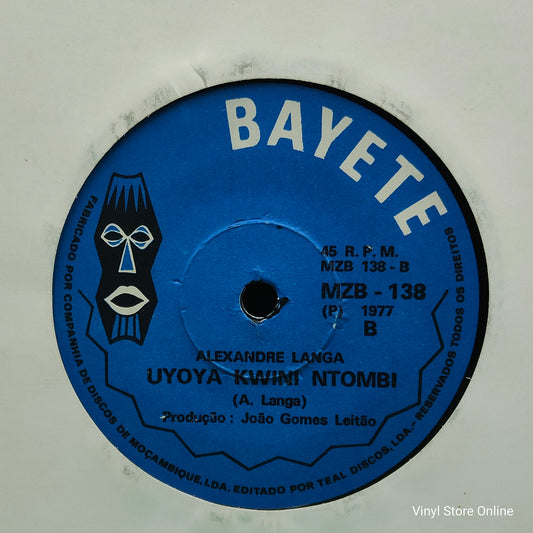 BAYETE
45 R. P. M.
MZB 138 - B
MZB - 138
(P) 1977
B
ALEXANDRE LANGA
UYOYA KWINI NTOMBI
(A. Langa)
Produção : João Gomes Leitão
FABRICADO POR COMPANHIA DE DISCOS DE MOÇAMBIQUE, LDA. EDITADO POR TEAL DISCOS, LDA. - RESERVADOS TODOS OS DIREITOS
Vinyl Store Online